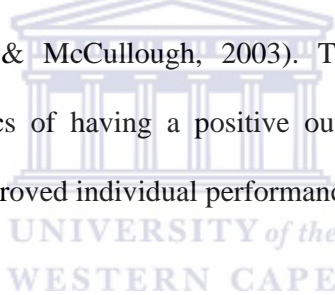 & McCullough, 2003). T
of having a positive ou
roved individual performanc
UNIVERSITY of the
WESTERN CAPE